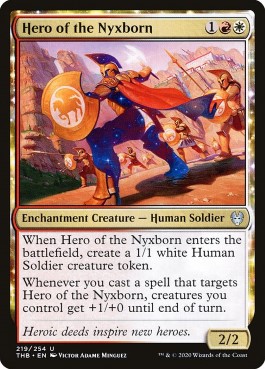 Hero of the Nyxborn 1
Enchantment Creature — Human Soldier
When Hero of the Nyxborn enters the
battlefield, create a 1/1 white Human
Soldier creature token.
Whenever you cast a spell that targets
Hero of the Nyxborn, creatures you
control get +1/+0 until end of turn.
Heroic deeds inspire new heroes.
2/2
219/254 U
THB • EN VICTOR ADAME MINGUEZ
™ & © 2020 Wizards of the Coast